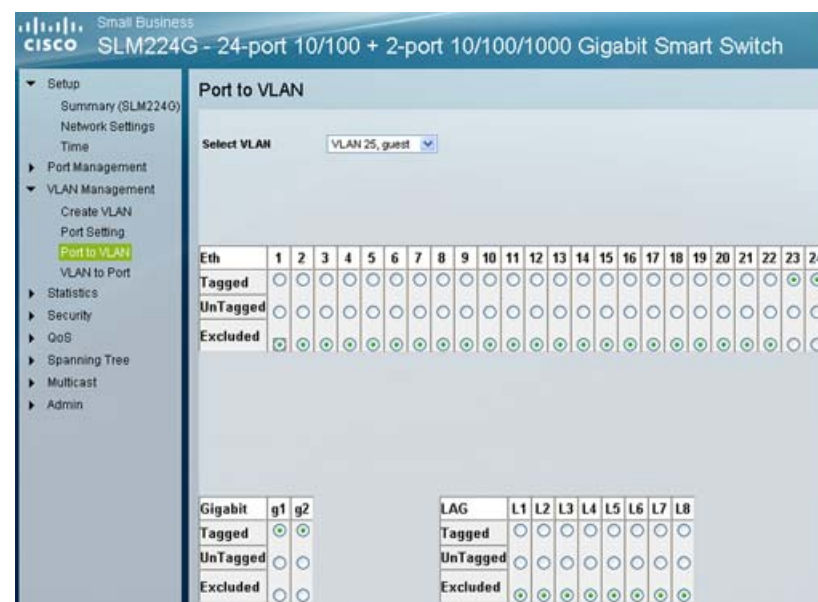 Small Business
CISCO SLM224G - 24-port 10/100 + 2-port 10/100/1000 Gigabit Smart Switch
Setup
Summary (SLM224G)
Network Settings
Time
Port Management
VLAN Management
Create VLAN
Port Setting
Port to VLAN
VLAN to Port
Statistics
Security
QoS
Spanning Tree
Multicast
Admin
Port to VLAN
Select VLAN VLAN 25, guest
Eth 1 2 3 4 5 6 7 8 9 10 11 12 13 14 15 16 17 18 19 20 21 22 23
Tagged
UnTagged
Excluded
Gigabit g1 g2
Tagged
UnTagged
Excluded
LAG L1 L2 L3 L4 L5 L6 L7 L8
Tagged
UnTagged
Excluded